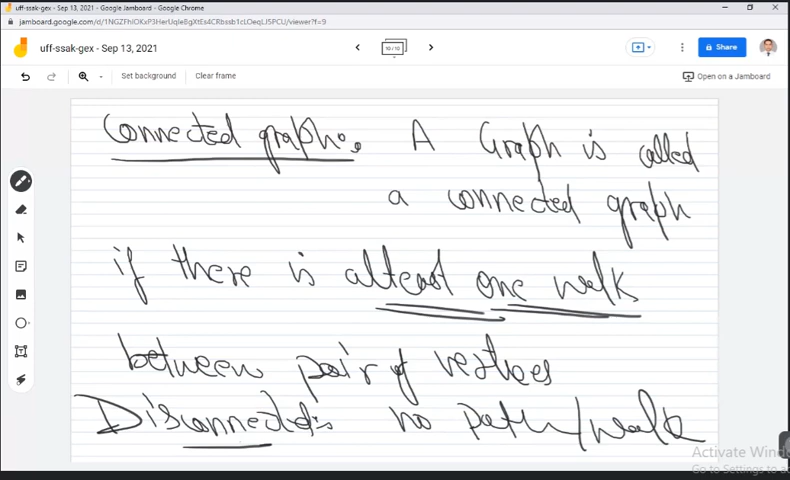 uff-ssak-gex - Sep 13, 2021 - Google Jamboard - Google Chrome
jamboard.google.com/d/1NGZFhIOKxP3HerUqleBgXtEs4CRbssb1cLOeqLI5PCU/viewer?f=9
uff-ssak-gex - Sep 13, 2021
10 / 10
Share
Set background
Clear frame
Open on a Jamboard
Connected graph:. A Graph is called
a connected graph
if there is atleast one walk
between pair of vertices
Disconnected:. no path/walk
Activate Wind
Go to Settings to a